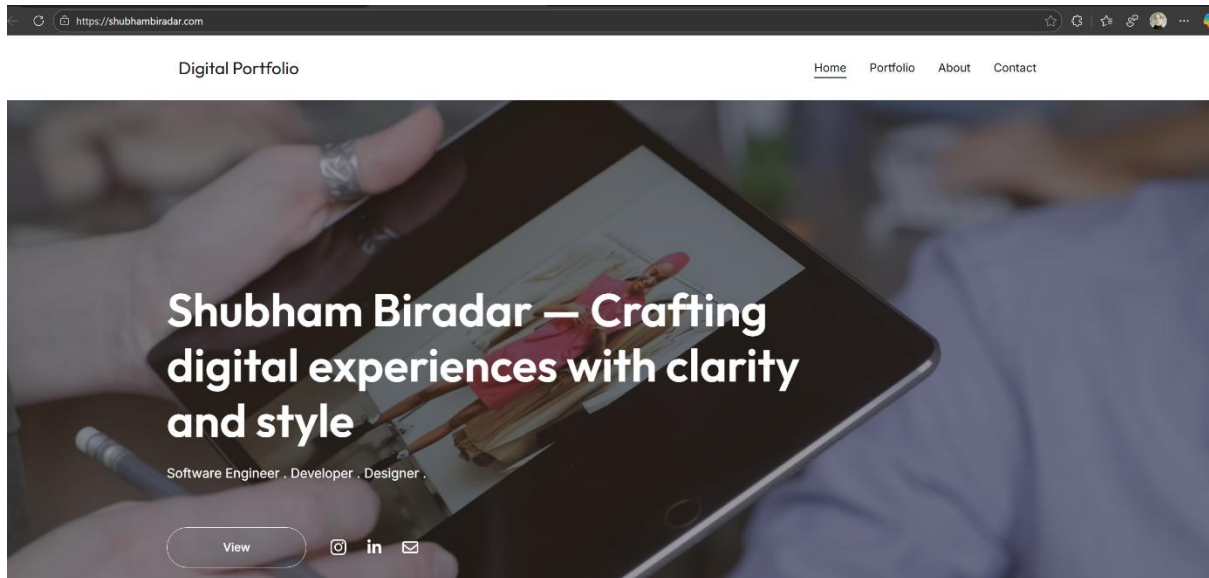 https://shubhambiradar.com
Digital Portfolio
Home Portfolio About Contact
Shubham Biradar — Crafting
digital experiences with clarity
and style
Software Engineer . Developer . Designer .
View in